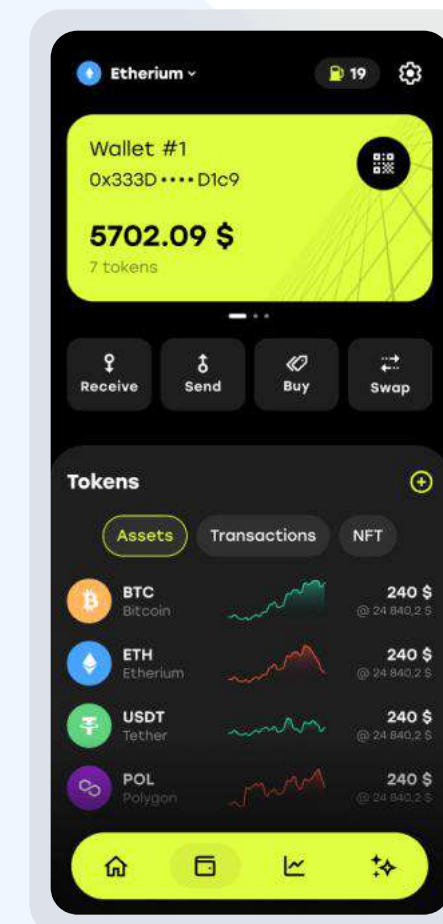 Etherium
19
Wallet #1
0x333D •••• D1c9
5702.09 $
7 tokens
Receive
Send
Buy
Swap
Tokens
Assets
Transactions
NFT
BTC
Bitcoin
240 $
@ 24 840,2 $
ETH
Etherium
240 $
@ 24 840,2 $
USDT
Tether
240 $
@ 24 840,2 $
POL
Polygon
240 $
@ 24 840,2 $